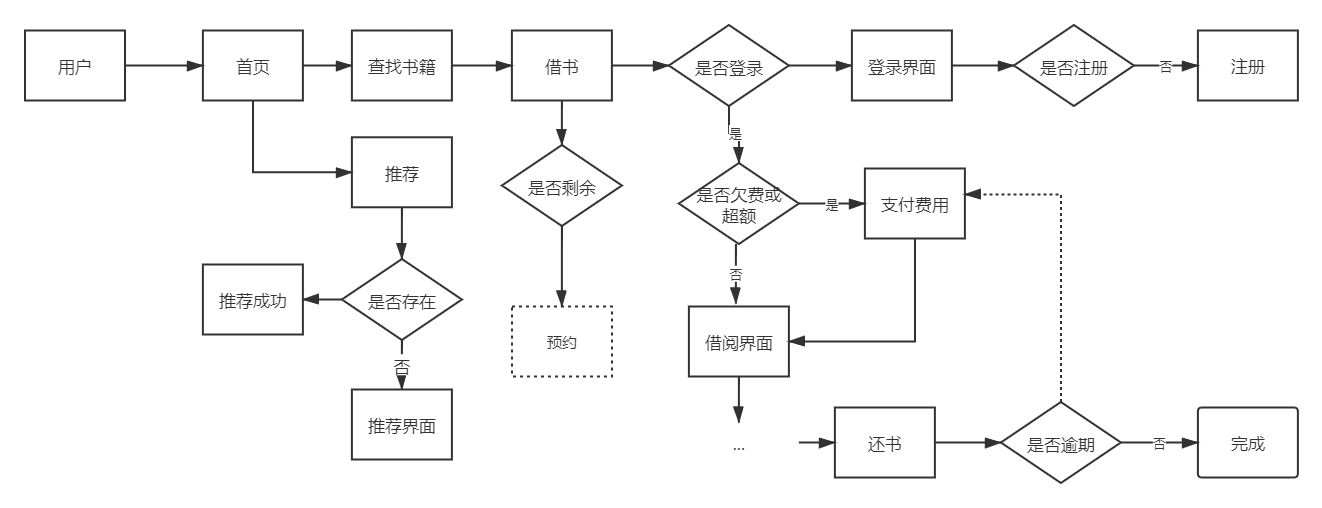 用户
首页
查找书籍
借书
是否登录
登录界面
是否注册
否
注册
是
推荐
是否剩余
是否欠费或
超额
是
支付费用
否
推荐成功
是否存在
预约
借阅界面
否
推荐界面
...
还书
是否逾期
否
完成